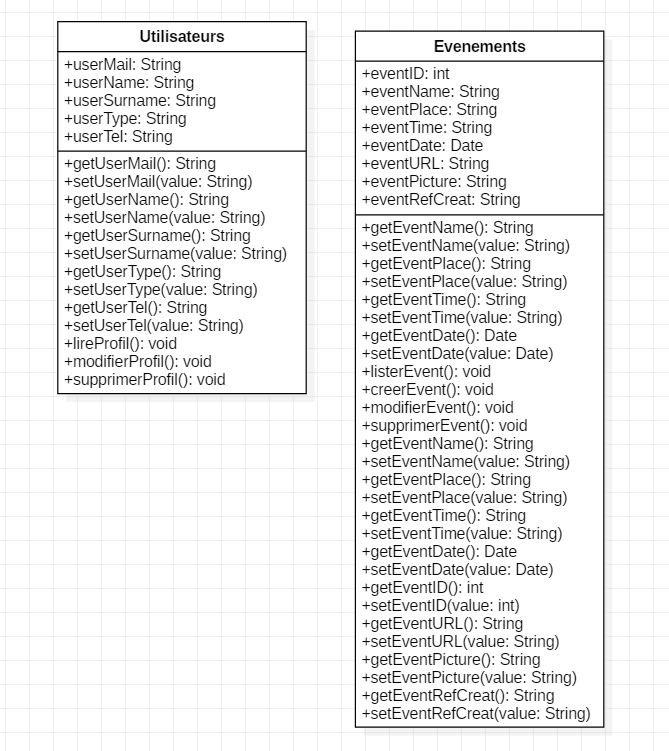 Utilisateurs
+userMail: String
+userName: String
+userSurname: String
+userType: String
+userTel: String
+getUserMail(): String
+setUserMail(value: String)
+getUserName(): String
+setUserName(value: String)
+getUserSurname(): String
+setUserSurname(value: String)
+getUserType(): String
+setUserType(value: String)
+getUserTel(): String
+setUserTel(value: String)
+lireProfil(): void
+modifierProfil(): void
+supprimerProfil(): void
Evenements
+eventID: int
+eventName: String
+eventPlace: String
+eventTime: String
+eventDate: Date
+eventURL: String
+eventPicture: String
+eventRefCreat: String
+getEventName(): String
+setEventName(value: String)
+getEventPlace(): String
+setEventPlace(value: String)
+getEventTime(): String
+setEventTime(value: String)
+getEventDate(): Date
+setEventDate(value: Date)
+listerEvent(): void
+creerEvent(): void
+modifierEvent(): void
+supprimerEvent(): void
+getEventName(): String
+setEventName(value: String)
+getEventPlace(): String
+setEventPlace(value: String)
+getEventTime(): String
+setEventTime(value: String)
+getEventDate(): Date
+setEventDate(value: Date)
+getEventID(): int
+setEventID(value: int)
+getEventURL(): String
+setEventURL(value: String)
+getEventPicture(): String
+setEventPicture(value: String)
+getEventRefCreat(): String
+setEventRefCreat(value: String)